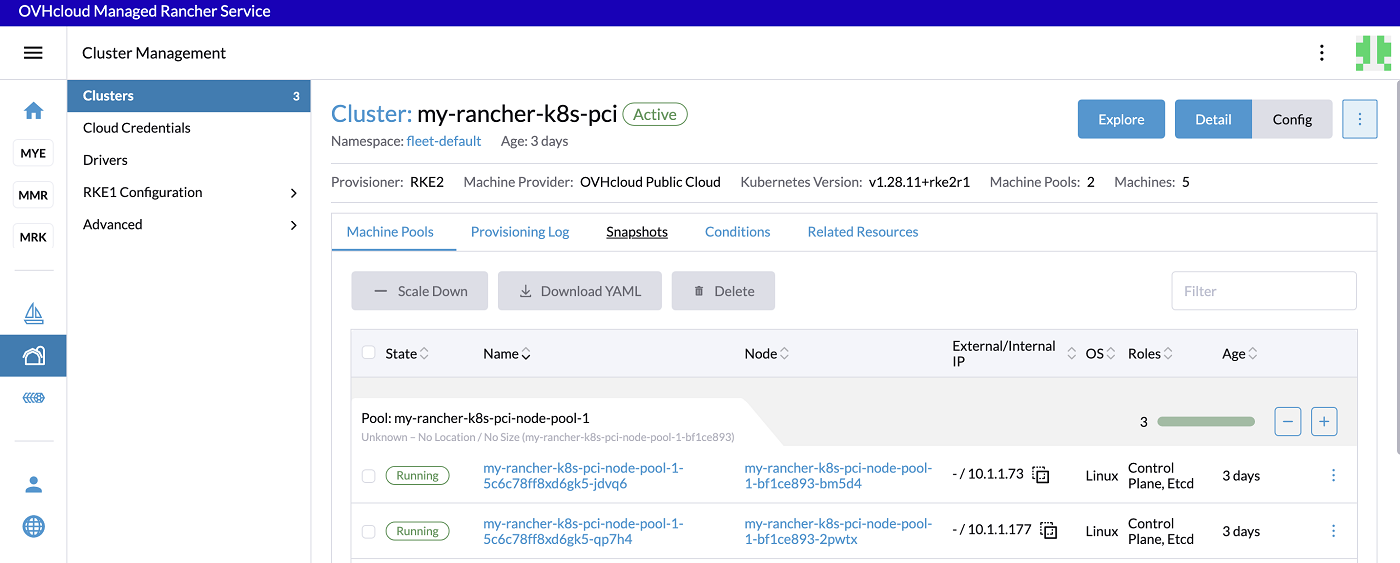 OVHcloud Managed Rancher Service
Cluster Management
MYE
MMR
MRK
Clusters 3
Cloud Credentials
Drivers
RKE1 Configuration
Advanced
Cluster: my-rancher-k8s-pci Active
Namespace: fleet-default Age: 3 days
Explore Detail Config
Provisioner: RKE2 Machine Provider: OVHcloud Public Cloud Kubernetes Version: v1.28.11+rke2r1 Machine Pools: 2 Machines: 5
Machine Pools Provisioning Log Snapshots Conditions Related Resources
Scale Down Download YAML Delete Filter
State Name Node External/Internal IP OS Roles Age
Pool: my-rancher-k8s-pci-node-pool-1 3
Unknown – No Location / No Size (my-rancher-k8s-pci-node-pool-1-bf1ce893)
Running my-rancher-k8s-pci-node-pool-1- my-rancher-k8s-pci-node-pool- - / 10.1.1.73 Linux Control 3 days
5c6c78ff8xd6gk5-jdvq6 1-bf1ce893-bm5d4 Plane, Etcd
Running my-rancher-k8s-pci-node-pool-1- my-rancher-k8s-pci-node-pool- - / 10.1.1.177 Linux Control 3 days
5c6c78ff8xd6gk5-qp7h4 1-bf1ce893-2pwtx Plane, Etcd